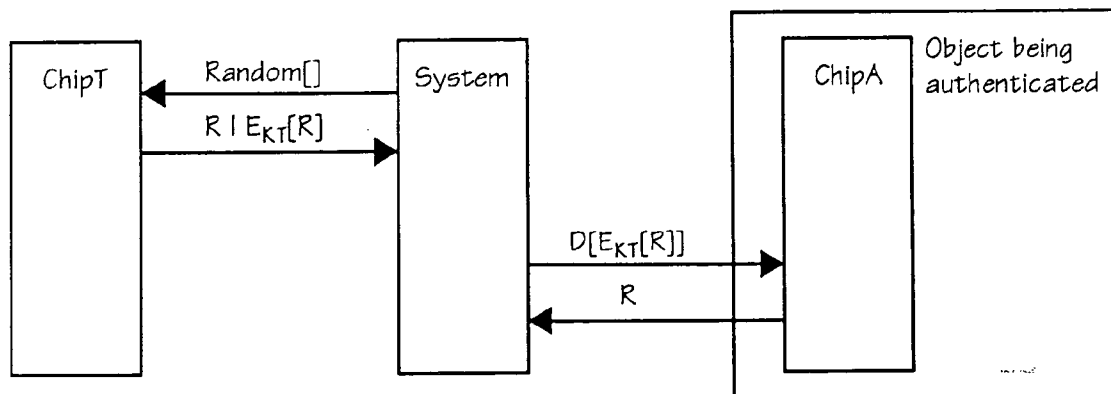 ChipT
System
ChipA
Object being
authenticated
Random[]
R | E_KT[R]
D[E_KT[R]]
R